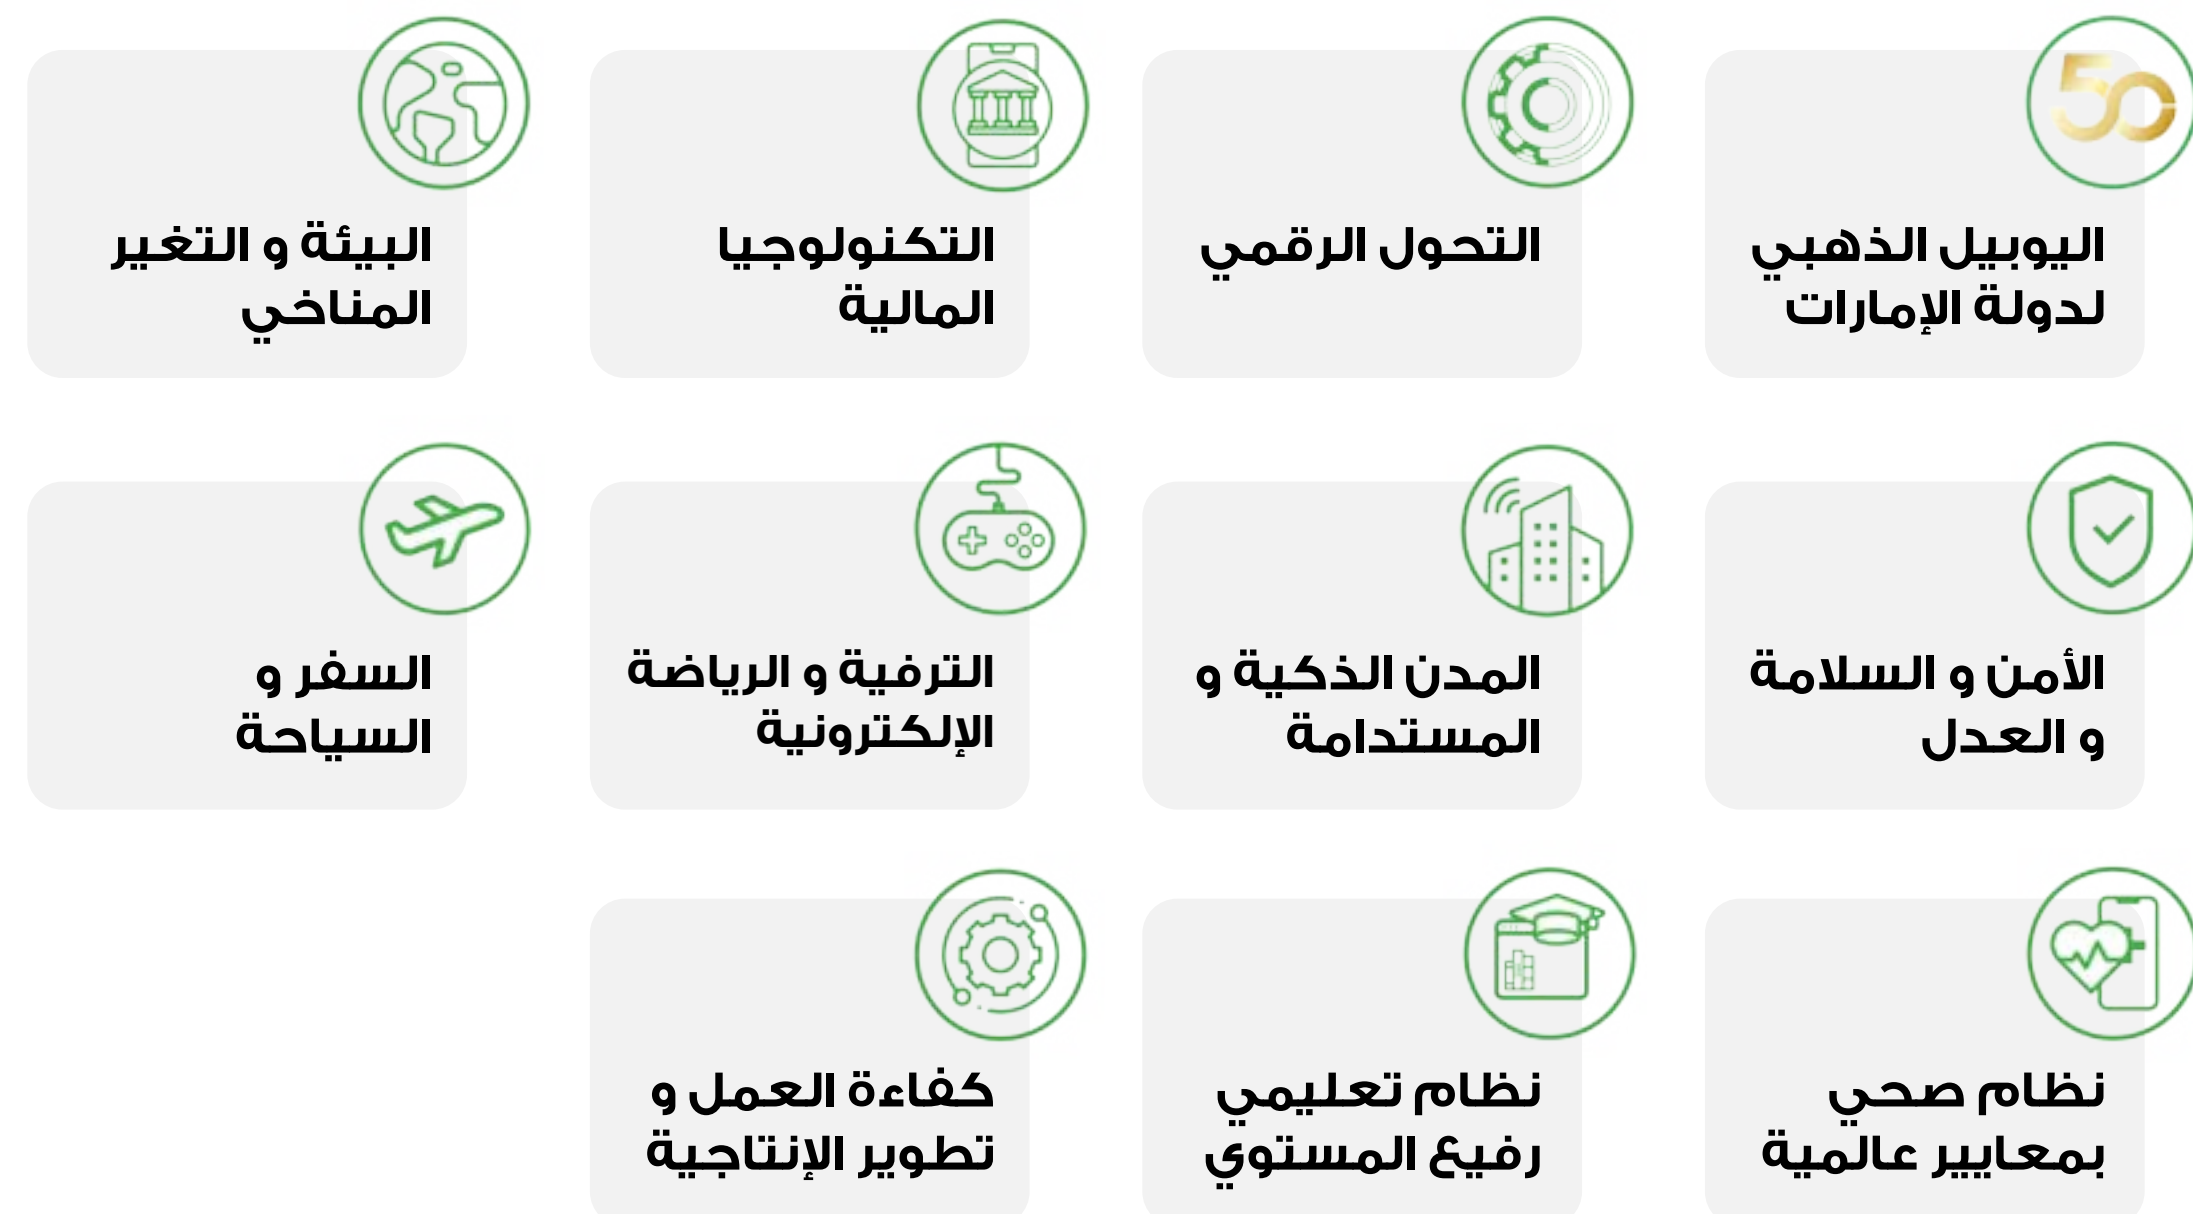 50
اليوبيل الذهبي
لدولة الإمارات
التحول الرقمي
التكنولوجيا
المالية
البيئة و التغير
المناخي
الأمن و السلامة
و العدل
المدن الذكية و
المستدامة
الترفية و الرياضة
الإلكترونية
السفر و
السياحة
نظام صحي
بمعايير عالمية
نظام تعليمي
رفيع المستوي
كفاءة العمل و
تطوير الإنتاجية